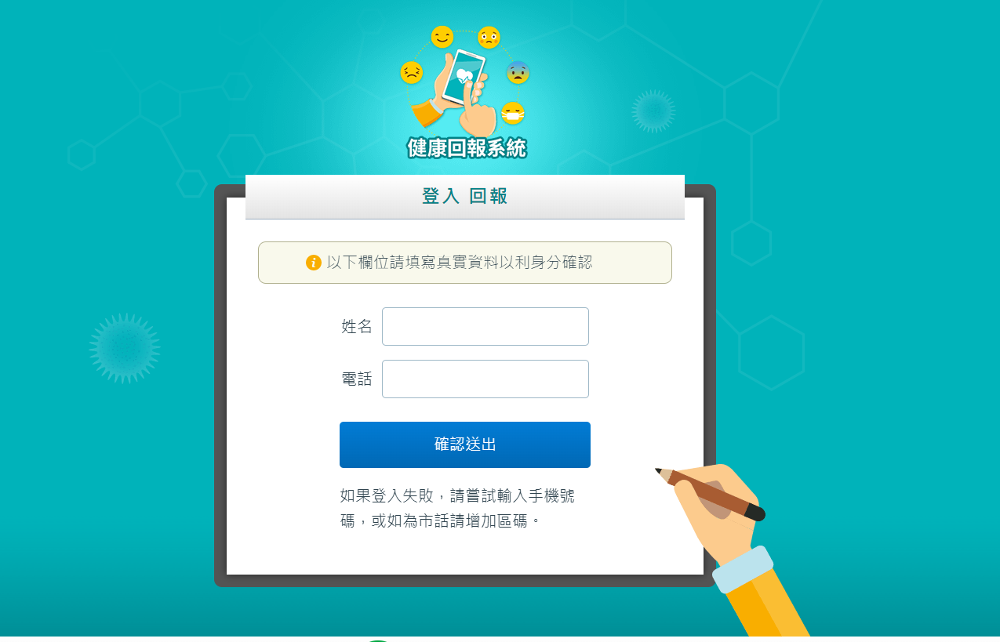 健康回報系統
登入 回報
以下欄位請填寫真實資料以利身分確認
姓名
電話
確認送出
如果登入失敗，請嘗試輸入手機號
碼，或如為市話請增加區碼。